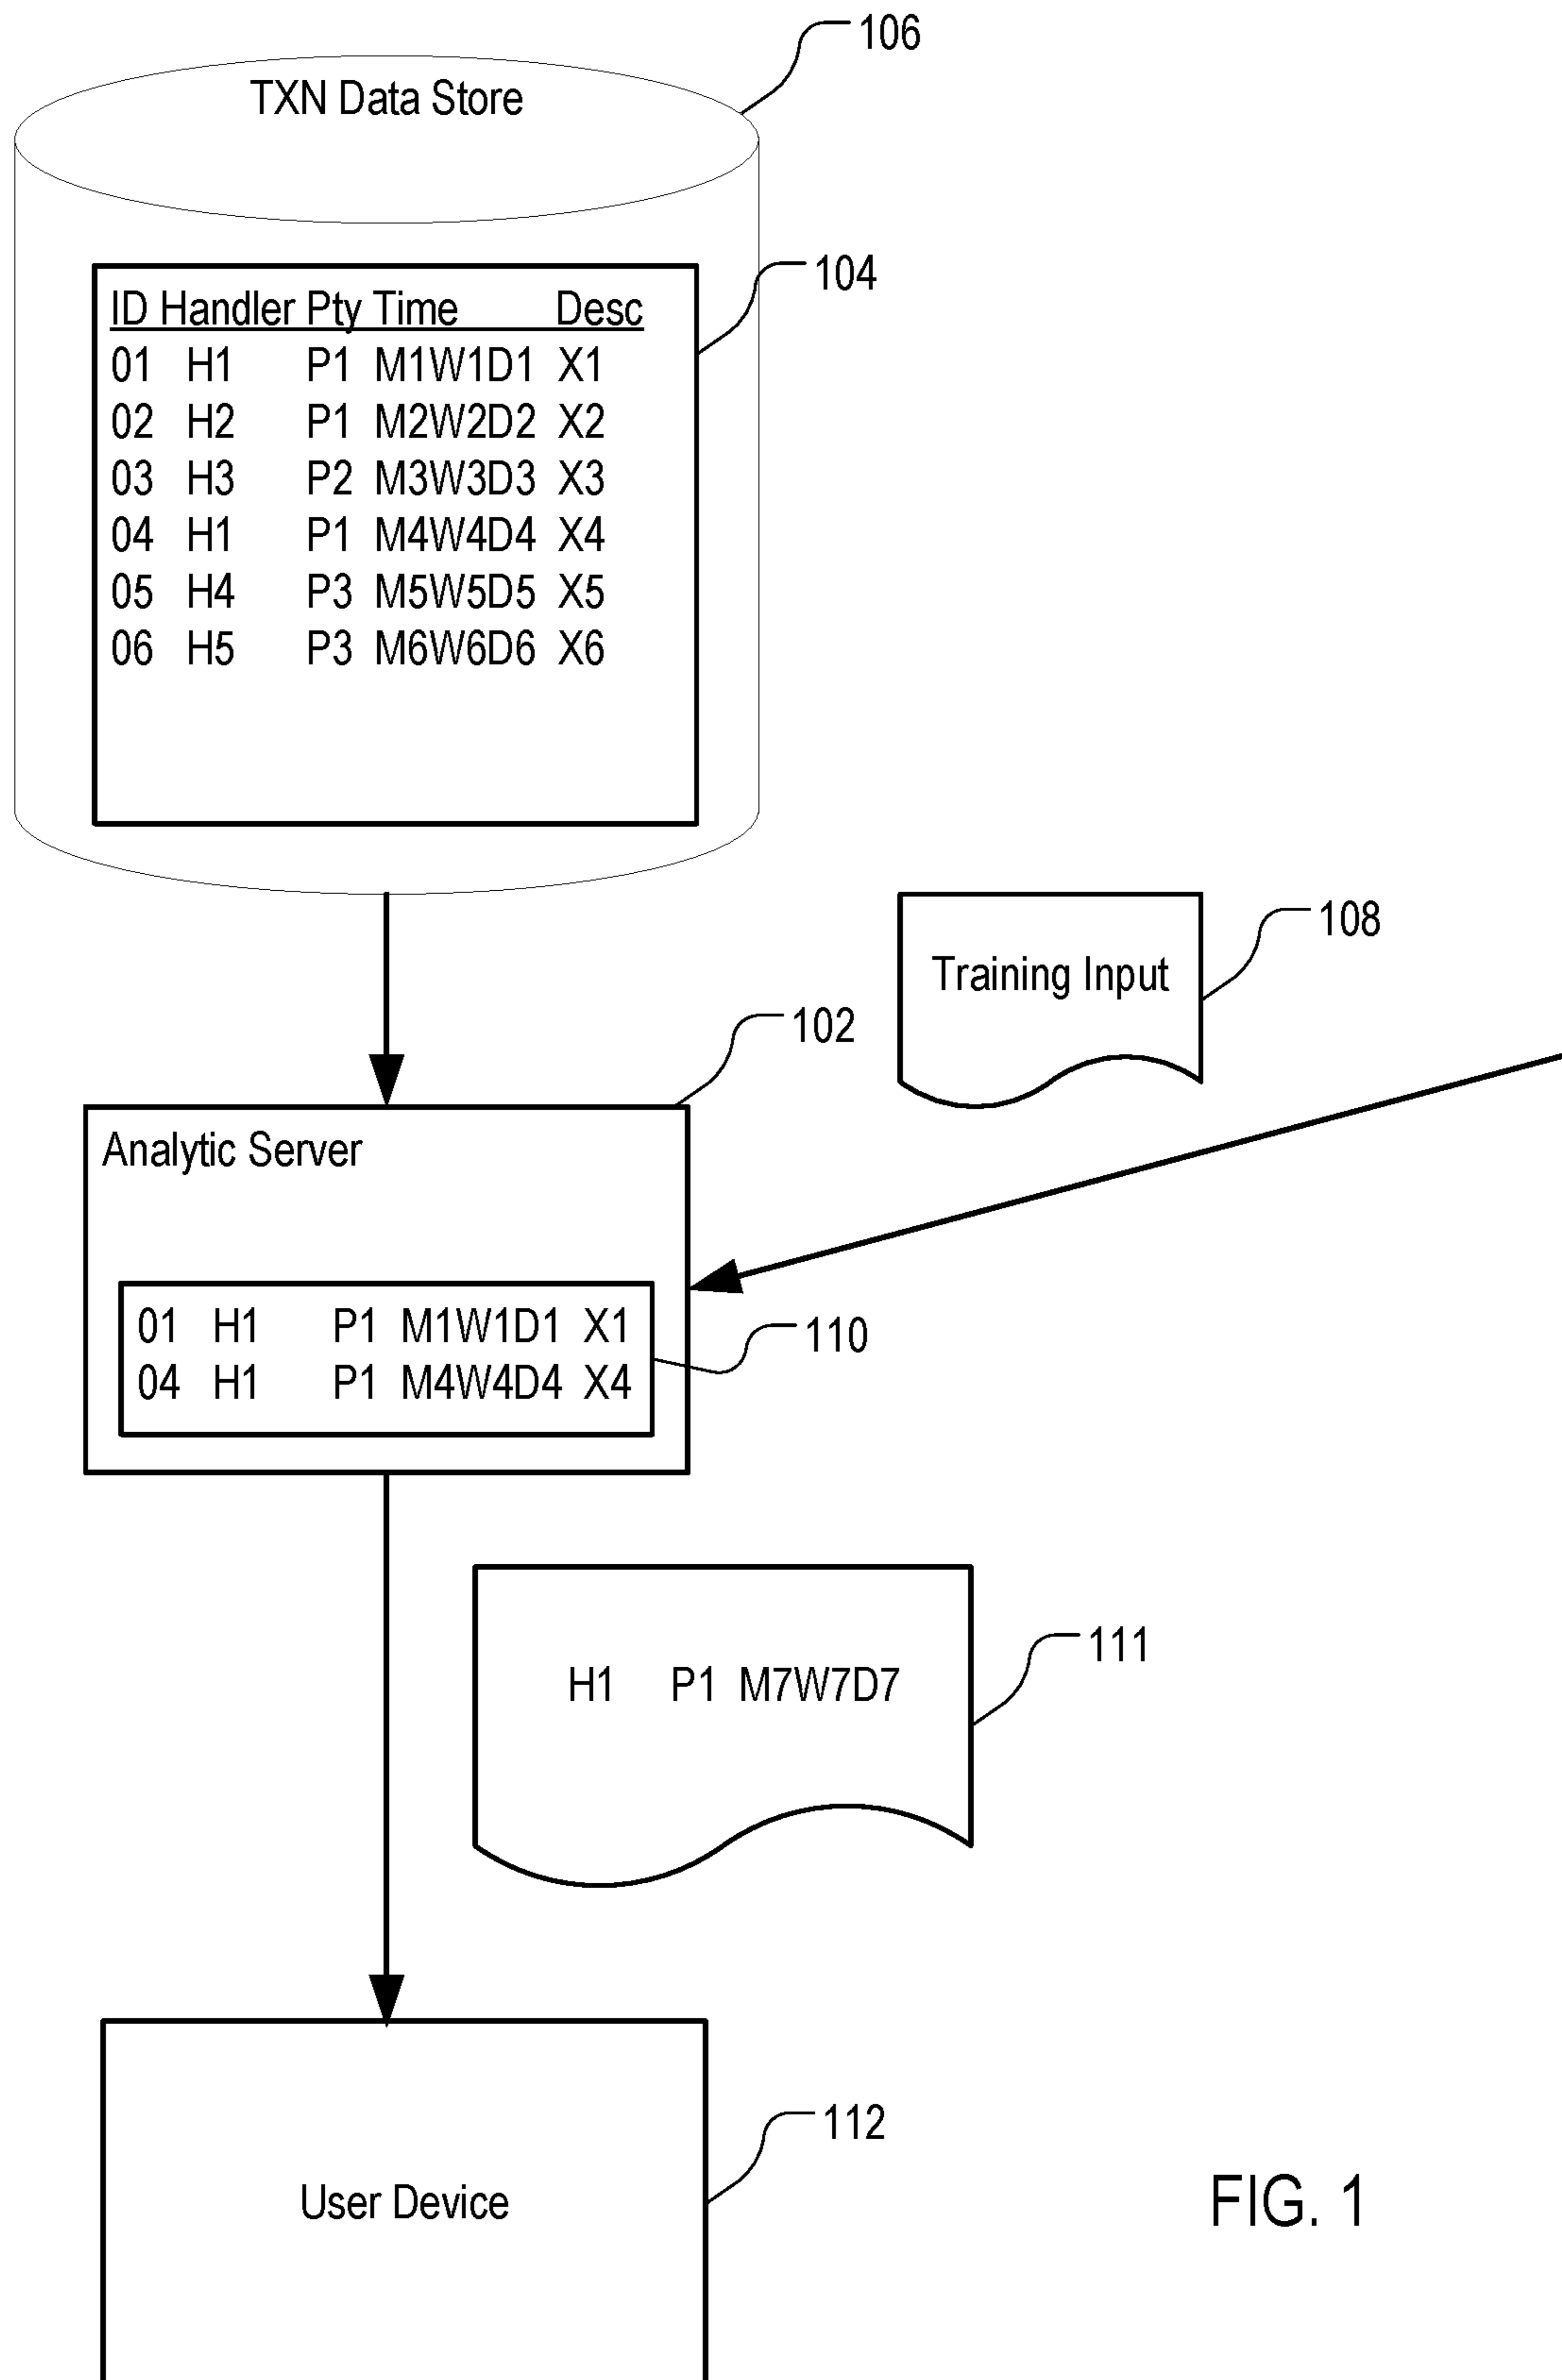 106
TXN Data Store
104
ID Handler Pty Time Desc
01 H1 P1 M1W1D1 X1
02 H2 P1 M2W2D2 X2
03 H3 P2 M3W3D3 X3
04 H1 P1 M4W4D4 X4
05 H4 P3 M5W5D5 X5
06 H5 P3 M6W6D6 X6
108
Training Input
102
Analytic Server
01 H1 P1 M1W1D1 X1
110
04 H1 P1 M4W4D4 X4
111
H1 P1 M7W7D7
112
User Device
FIG. 1